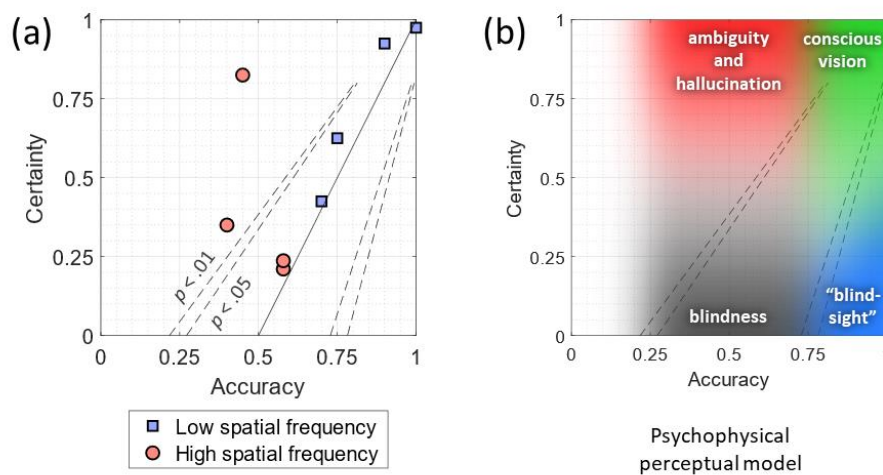 (a)
1
0.75
0.5
0.25
0
Certainty
p < .01
p < .05
0
0.25
0.5
0.75
1
Accuracy
Low spatial frequency
High spatial frequency
(b)
1
0.75
0.5
0.25
0
Certainty
ambiguity
and
hallucination
conscious
vision
blindness
"blind-
sight"
0
0.25
0.5
0.75
Accuracy
Psychophysical
perceptual model